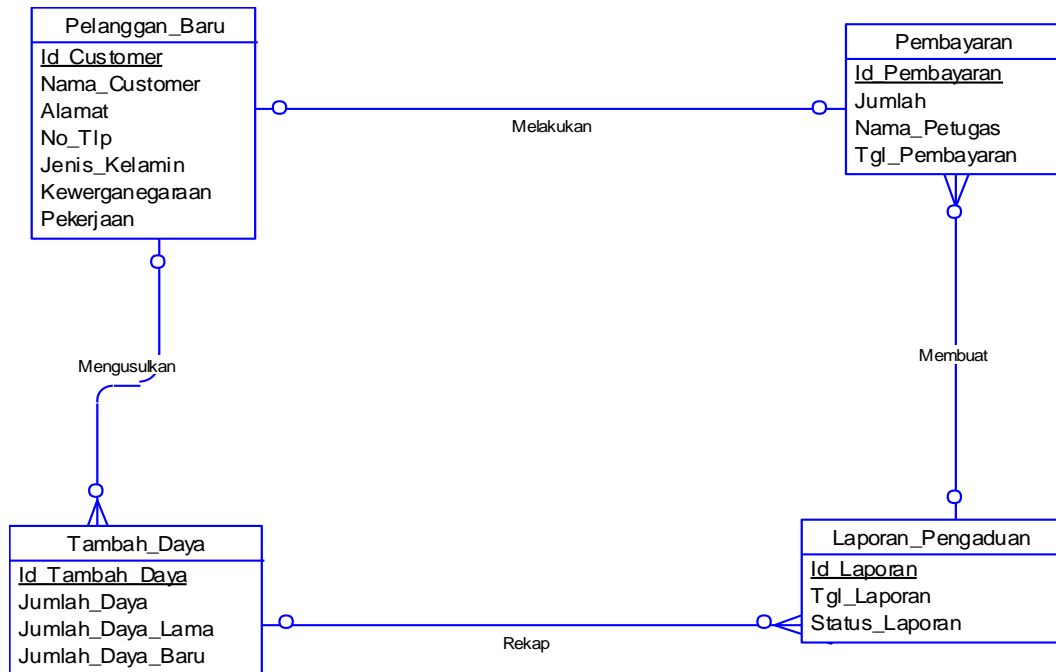 Pelanggan_Baru
Id_Customer
Nama_Customer
Alamat
No_Tlp
Jenis_Kelamin
Kewerganegaraan
Pekerjaan
Melakukan
Pembayaran
Id_Pembayaran
Jumlah
Nama_Petugas
Tgl_Pembayaran
Mengusulkan
Membuat
Tambah_Daya
Id_Tambah_Daya
Jumlah_Daya
Jumlah_Daya_Lama
Jumlah_Daya_Baru
Rekap
Laporan_Pengaduan
Id_Laporan
Tgl_Laporan
Status_Laporan